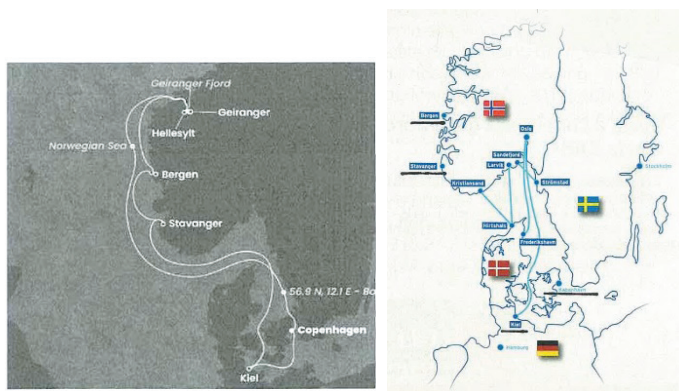 Geiranger Fjord
Geiranger
Hellesylt
Norwegian Sea
Bergen
Stavanger
56.8 N, 12.1 E - Ba
Copenhagen
Kiel
Bergen
Oslo
Sandefjord
Larvik
Stavanger
Kristiansand
Strömstad
Stockholm
Hirtshals
Frederikshavn
Kiel
Hamburg